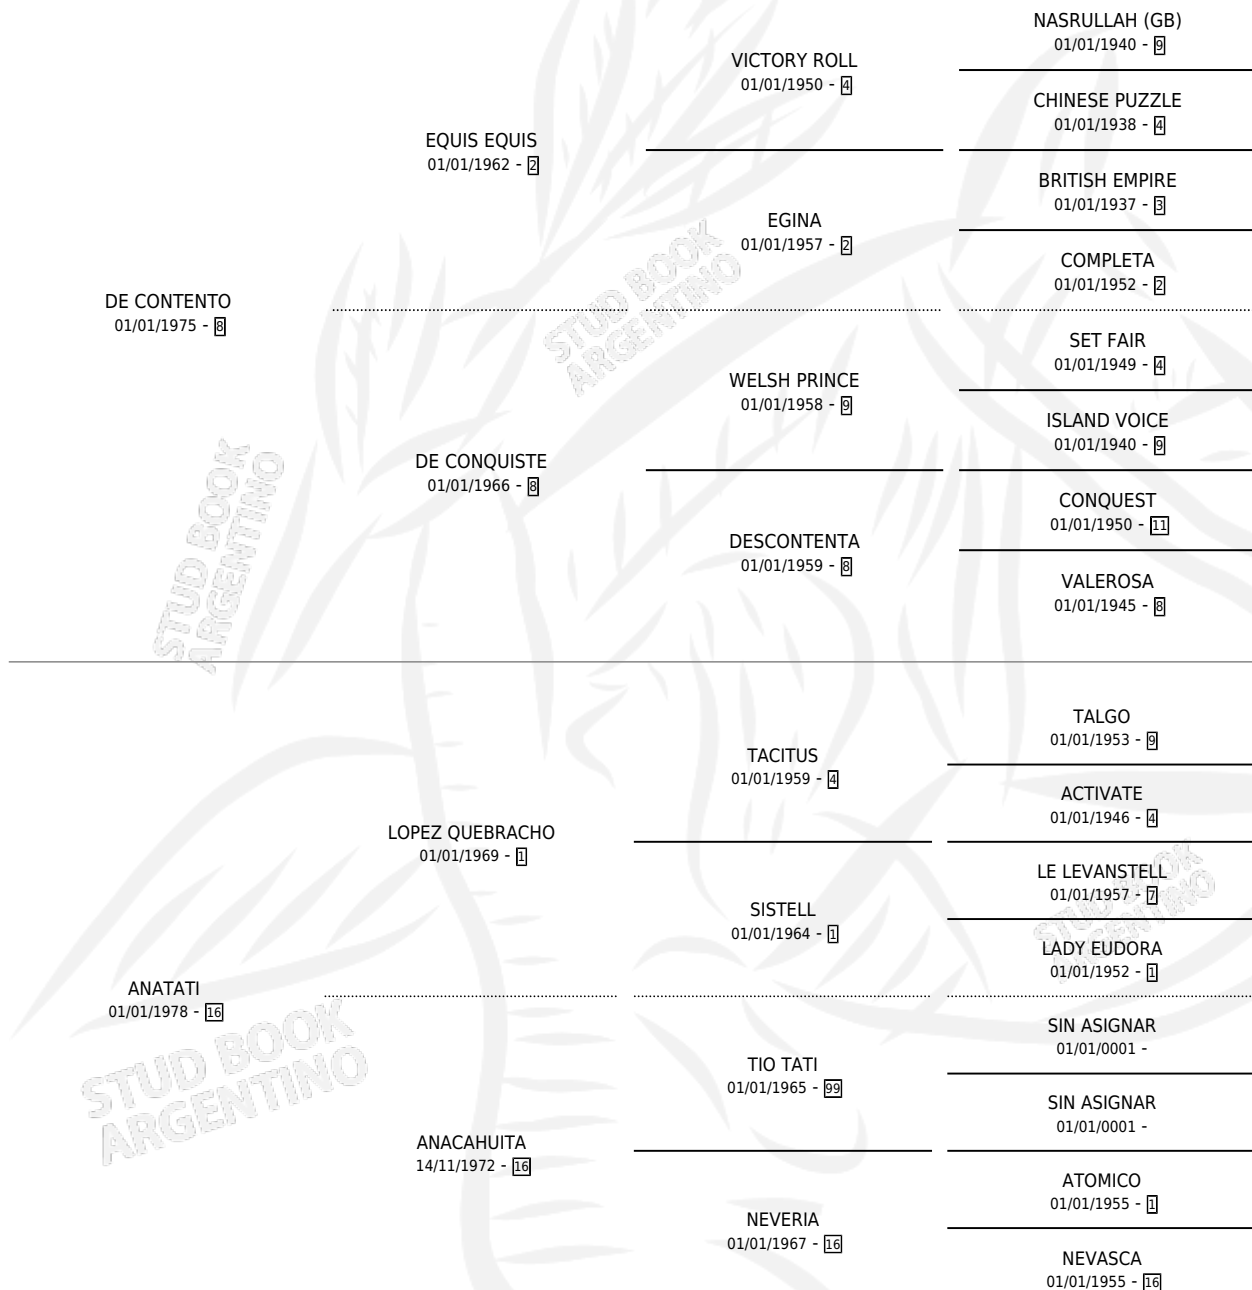 NASRULLAH (GB)
01/01/1940 - 9
VICTORY ROLL
01/01/1950 - 4
CHINESE PUZZLE
01/01/1938 - 4
EQUIS EQUIS
01/01/1962 - 2
BRITISH EMPIRE
01/01/1937 - 3
EGINA
01/01/1957 - 2
COMPLETA
01/01/1952 - 2
DE CONTENTO
01/01/1975 - 8
SET FAIR
01/01/1949 - 4
WELSH PRINCE
01/01/1958 - 9
ISLAND VOICE
01/01/1940 - 9
DE CONQUISTE
01/01/1966 - 8
CONQUEST
01/01/1950 - 11
DESCONTENTA
01/01/1959 - 8
VALEROSA
01/01/1945 - 8
TALGO
01/01/1953 - 9
TACITUS
01/01/1959 - 4
ACTIVATE
01/01/1946 - 4
LOPEZ QUEBRACHO
01/01/1969 - 1
LE LEVANSTELL
01/01/1957 - 7
SISTELL
01/01/1964 - 1
LADY EUDORA
01/01/1952 - 1
ANATATI
01/01/1978 - 16
SIN ASIGNAR
01/01/0001 -
TIO TATI
01/01/1965 - 99
SIN ASIGNAR
01/01/0001 -
ANACAHUITA
14/11/1972 - 16
ATOMICO
01/01/1955 - 1
NEVERIA
01/01/1967 - 16
NEVASCA
01/01/1955 - 16
STUD BOOK
ARGENTINO
STUD BOOK
ARGENTINO
STUD BOOK
ARGENTINO
STUD BOOK
ARGENTINO